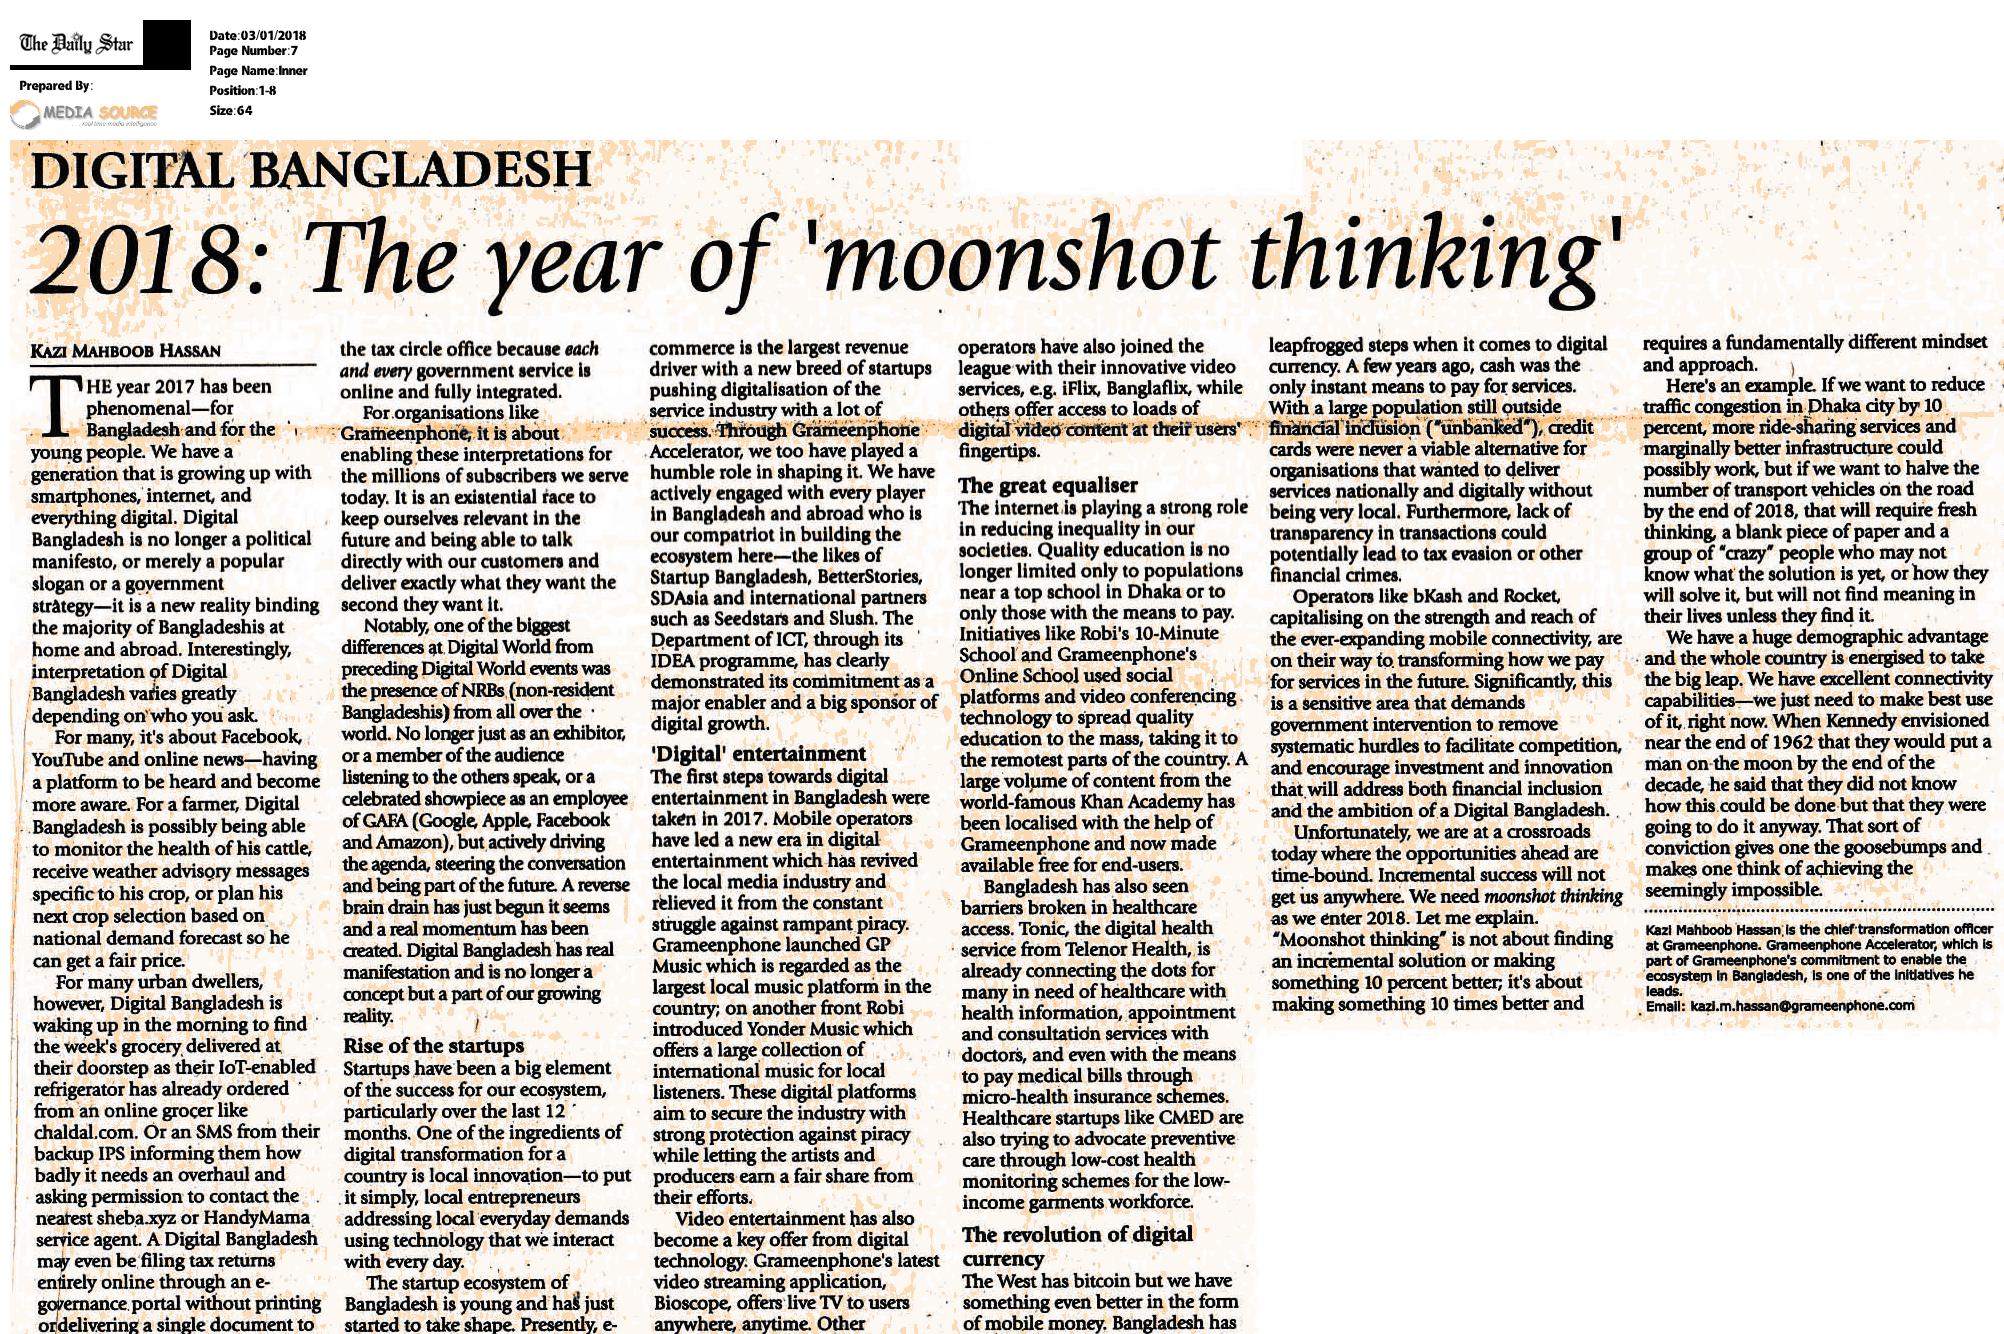 The Daily Star
Prepared By:
MEDIA SOURCE
real time media intelligence
Date:03/01/2018
Page Number:7
Page Name:Inner
Position:1-8
Size:64
DIGITAL BANGLADESH
2018: The year of 'moonshot thinking'
KAZI MAHBOOB HASSAN
THE year 2017 has been
phenomenal—for
Bangladesh and for the
young people. We have a
generation that is growing up with
smartphones, internet, and
everything digital. Digital
Bangladesh is no longer a political
manifesto, or merely a popular
slogan or a government
strategy—it is a new reality binding
the majority of Bangladeshis at
home and abroad. Interestingly,
interpretation of Digital
Bangladesh varies greatly
depending on who you ask.
For many, it's about Facebook,
YouTube and online news—having
a platform to be heard and become
more aware. For a farmer, Digital
Bangladesh is possibly being able
to monitor the health of his cattle,
receive weather advisory messages
specific to his crop, or plan his
next crop selection based on
national demand forecast so he
can get a fair price.
For many urban dwellers,
however, Digital Bangladesh is
waking up in the morning to find
the week's grocery delivered at
their doorstep as their IoT-enabled
refrigerator has already ordered
from an online grocer like
chaldal.com. Or an SMS from their
backup IPS informing them how
badly it needs an overhaul and
asking permission to contact the
nearest sheba.xyz or HandyMama
service agent. A Digital Bangladesh
may even be filing tax returns
entirely online through an e-
governance portal without printing
or delivering a single document to
the tax circle office because each
and every government service is
online and fully integrated.
For organisations like
Grameenphone, it is about
enabling these interpretations for
the millions of subscribers we serve
today. It is an existential race to
keep ourselves relevant in the
future and being able to talk
directly with our customers and
deliver exactly what they want the
second they want it.
Notably, one of the biggest
differences at Digital World from
preceding Digital World events was
the presence of NRBs (non-resident
Bangladeshis) from all over the
world. No longer just as an exhibitor,
or a member of the audience
listening to the others speak, or a
celebrated showpiece as an employee
of GAFA (Google, Apple, Facebook
and Amazon), but actively driving
the agenda, steering the conversation
and being part of the future. A reverse
brain drain has just begun it seems
and a real momentum has been
created. Digital Bangladesh has real
manifestation and is no longer a
concept but a part of our growing
reality.
Rise of the startups
Startups have been a big element
of the success for our ecosystem,
particularly over the last 12
months. One of the ingredients of
digital transformation for a
country is local innovation—to put
it simply, local entrepreneurs
addressing local everyday demands
using technology that we interact
with every day.
The startup ecosystem of
Bangladesh is young and has just
started to take shape. Presently, e-
commerce is the largest revenue
driver with a new breed of startups
pushing digitalisation of the
service industry with a lot of
success. Through Grameenphone
Accelerator, we too have played a
humble role in shaping it. We have
actively engaged with every player
in Bangladesh and abroad who is
our compatriot in building the
ecosystem here—the likes of
Startup Bangladesh, BetterStories,
SDAsia and international partners
such as Seedstars and Slush. The
Department of ICT, through its
IDEA programme, has clearly
demonstrated its commitment as a
major enabler and a big sponsor of
digital growth.
'Digital' entertainment
The first steps towards digital
entertainment in Bangladesh were
taken in 2017. Mobile operators
have led a new era in digital
entertainment which has revived
the local media industry and
relieved it from the constant
struggle against rampant piracy.
Grameenphone launched GP
Music which is regarded as the
largest local music platform in the
country; on another front Robi
introduced Yonder Music which
offers a large collection of
international music for local
listeners. These digital platforms
aim to secure the industry with
strong protection against piracy
while letting the artists and
producers earn a fair share from
their efforts.
Video entertainment has also
become a key offer from digital
technology. Grameenphone's latest
video streaming application,
Bioscope, offers live TV to users
anywhere, anytime. Other
operators have also joined the
league with their innovative video
services, e.g. iFlix, Banglaflix, while
others offer access to loads of
digital video content at their users'
fingertips.
The great equaliser
The internet is playing a strong role
in reducing inequality in our
societies. Quality education is no
longer limited only to populations
near a top school in Dhaka or to
only those with the means to pay.
Initiatives like Robi's 10-Minute
School and Grameenphone's
Online School used social
platforms and video conferencing
technology to spread quality
education to the mass, taking it to
the remotest parts of the country. A
large volume of content from the
world-famous Khan Academy has
been localised with the help of
Grameenphone and now made
available free for end-users.
Bangladesh has also seen
barriers broken in healthcare
access. Tonic, the digital health
service from Telenor Health, is
already connecting the dots for
many in need of healthcare with
health information, appointment
and consultation services with
doctors, and even with the means
to pay medical bills through
micro-health insurance schemes.
Healthcare startups like CMED are
also trying to advocate preventive
care through low-cost health
monitoring schemes for the low-
income garments workforce.
The revolution of digital
currency
The West has bitcoin but we have
something even better in the form
of mobile money. Bangladesh has
leapfrogged steps when it comes to digital
currency. A few years ago, cash was the
only instant means to pay for services.
With a large population still outside
financial inclusion ("unbanked"), credit
cards were never a viable alternative for
organisations that wanted to deliver
services nationally and digitally without
being very local. Furthermore, lack of
transparency in transactions could
potentially lead to tax evasion or other
financial crimes.
Operators like bKash and Rocket,
capitalising on the strength and reach of
the ever-expanding mobile connectivity, are
on their way to transforming how we pay
for services in the future. Significantly, this
is a sensitive area that demands
government intervention to remove
systematic hurdles to facilitate competition,
and encourage investment and innovation
that will address both financial inclusion
and the ambition of a Digital Bangladesh.
Unfortunately, we are at a crossroads
today where the opportunities ahead are
time-bound. Incremental success will not
get us anywhere. We need moonshot thinking
as we enter 2018. Let me explain.
"Moonshot thinking" is not about finding
an incremental solution or making
something 10 percent better; it's about
making something 10 times better and
requires a fundamentally different mindset
and approach.
Here's an example. If we want to reduce
traffic congestion in Dhaka city by 10
percent, more ride-sharing services and
marginally better infrastructure could
possibly work, but if we want to halve the
number of transport vehicles on the road
by the end of 2018, that will require fresh
thinking, a blank piece of paper and a
group of "crazy" people who may not
know what the solution is yet, or how they
will solve it, but will not find meaning in
their lives unless they find it.
We have a huge demographic advantage
and the whole country is energised to take
the big leap. We have excellent connectivity
capabilities—we just need to make best use
of it, right now. When Kennedy envisioned
near the end of 1962 that they would put a
man on the moon by the end of the
decade, he said that they did not know
how this could be done but that they were
going to do it anyway. That sort of
conviction gives one the goosebumps and
makes one think of achieving the
seemingly impossible.
Kazi Mahboob Hassan is the chief transformation officer
at Grameenphone. Grameenphone Accelerator, which is
part of Grameenphone's commitment to enable the
ecosystem in Bangladesh, is one of the initiatives he
leads.
Email: kazi.m.hassan@grameenphone.com